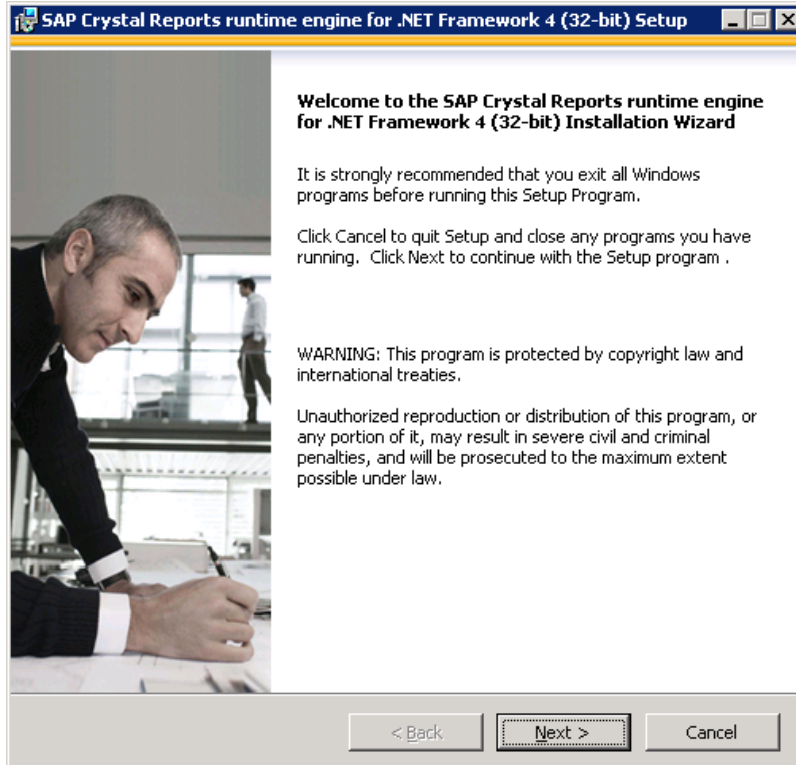 SAP Crystal Reports runtime engine for .NET Framework 4 (32-bit) Setup
Welcome to the SAP Crystal Reports runtime engine
for .NET Framework 4 (32-bit) Installation Wizard
It is strongly recommended that you exit all Windows
programs before running this Setup Program.
Click Cancel to quit Setup and close any programs you have
running.  Click Next to continue with the Setup program .
WARNING: This program is protected by copyright law and
international treaties.
Unauthorized reproduction or distribution of this program, or
any portion of it, may result in severe civil and criminal
penalties, and will be prosecuted to the maximum extent
possible under law.
< Back Next > Cancel